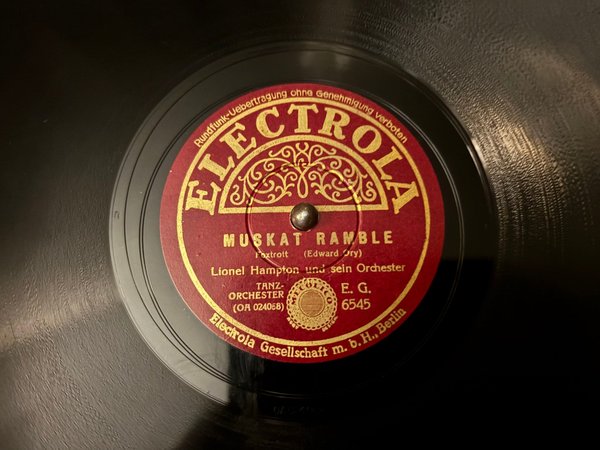 Rundfunk-Uebertragung ohne Genehmigung verboten
ELECTROLA
MUSKAT RAMBLE
Foxtrott (Edward Ory)
Lionel Hampton und sein Orchester
TANZ-
ORCHESTER
(OA 024068)
E. G.
6545
Electrola Gesellschaft m. b. H., Berlin